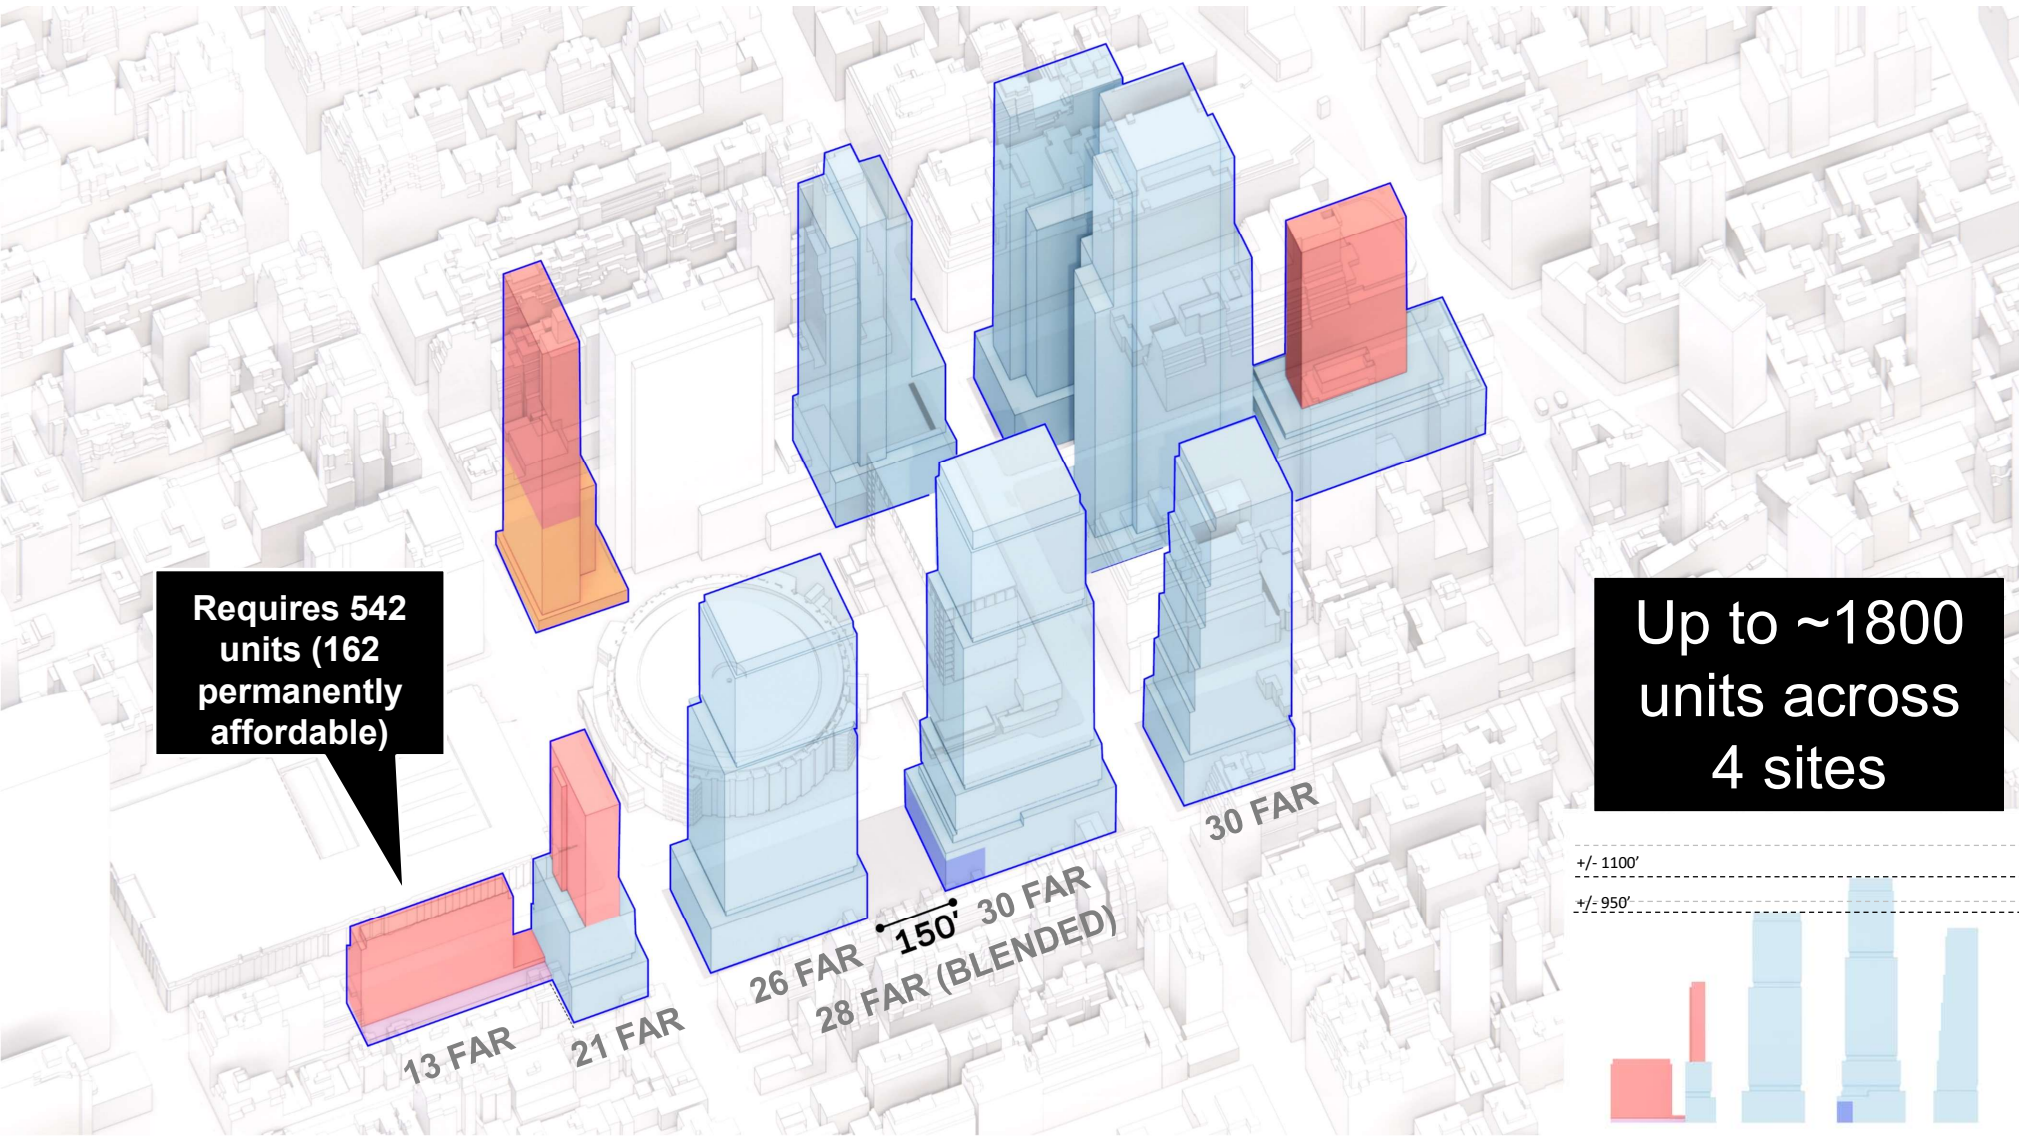 Requires 542
units (162
permanently
affordable)
Up to ~1800
units across
4 sites
30 FAR
+/- 1100’
+/- 950’
150'
30 FAR
26 FAR
28 FAR (BLENDED)
21 FAR
13 FAR